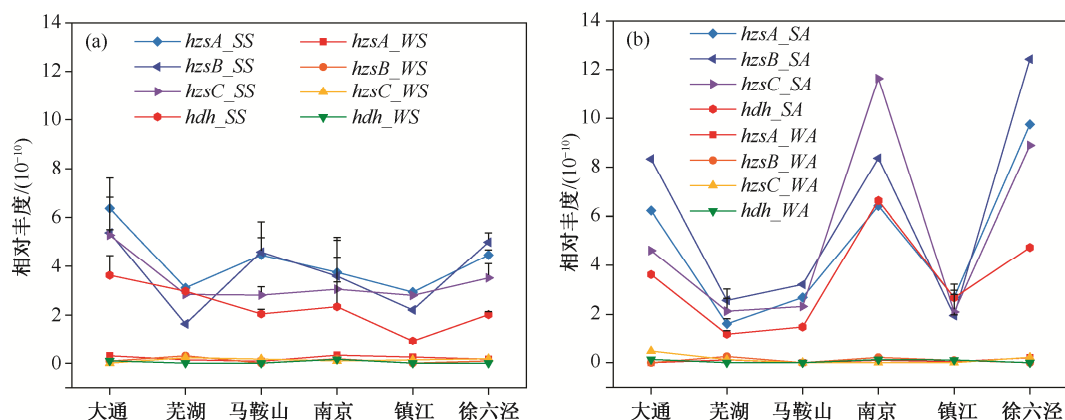 14
12
10
8
6
4
2
0
相对丰度/(10⁻¹⁰)
(a)
hzsA_SS hzsA_WS
hzsB_SS hzsB_WS
hzsC_SS hzsC_WS
hdh_SS hdh_WS
大通 芜湖 马鞍山 南京 镇江 徐六泾
14
12
10
8
6
4
2
0
相对丰度/(10⁻¹⁰)
(b)
hzsA_SA
hzsB_SA
hzsC_SA
hdh_SA
hzsA_WA
hzsB_WA
hzsC_WA
hdh_WA
大通 芜湖 马鞍山 南京 镇江 徐六泾